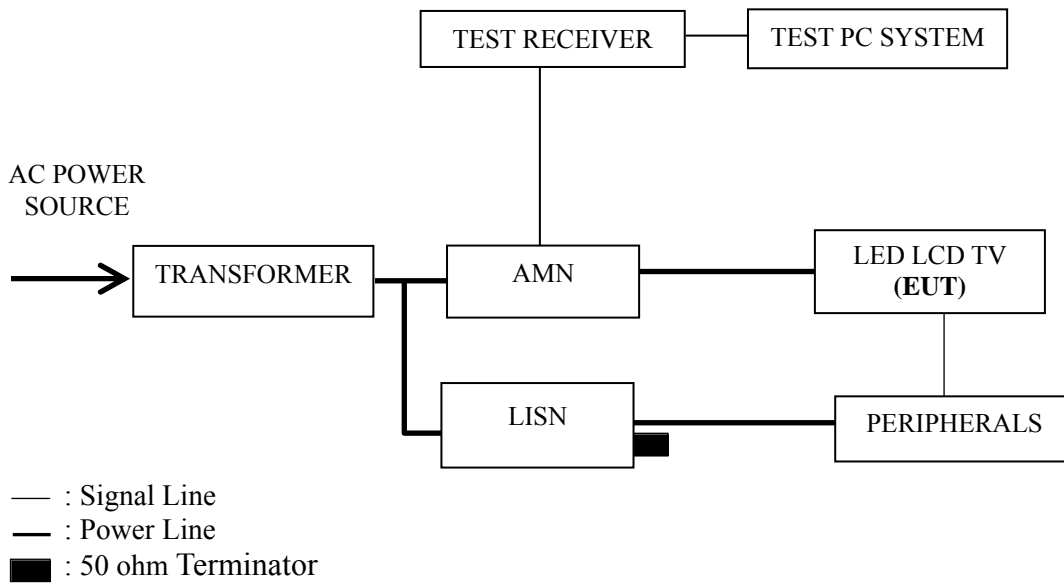 TEST RECEIVER
TEST PC SYSTEM
AC POWER
SOURCE
TRANSFORMER
AMN
LED LCD TV
(EUT)
LISN
PERIPHERALS
: Signal Line
: Power Line
: 50 ohm Terminator